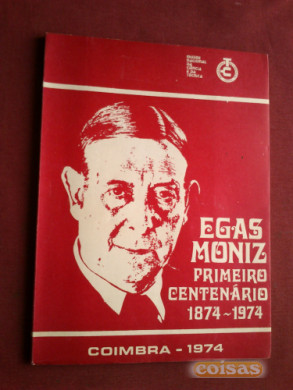 EGAS
MONIZ
PRIMEIRO
CENTENÁRIO
1874~1974
COIMBRA - 1974
coisas